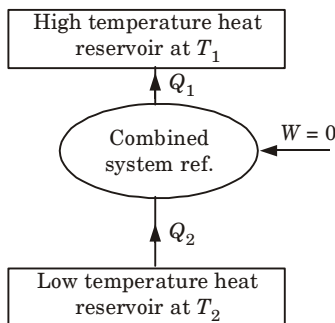 High temperature heat
reservoir at T₁
Q₁
Combined
system ref.
W = 0
Q₂
Low temperature heat
reservoir at T₂